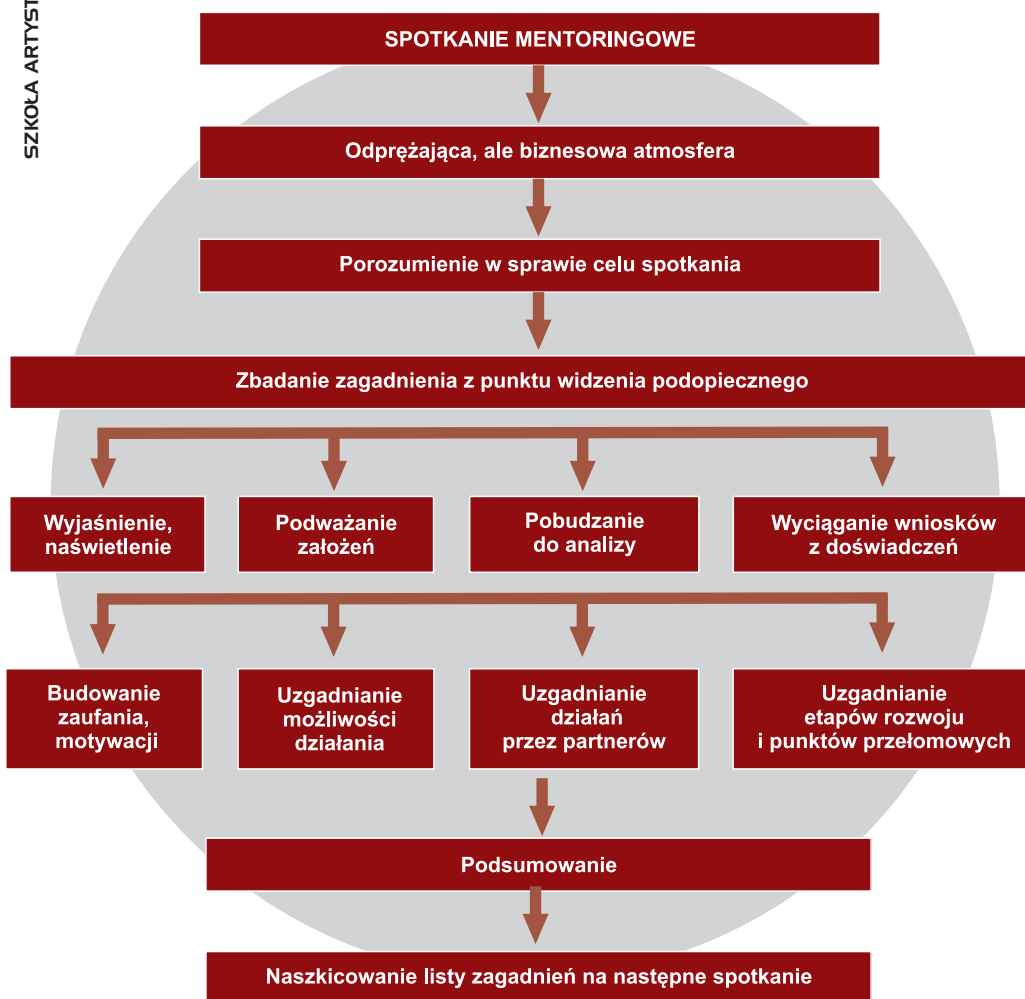 SZKOŁA ARTYST
SPOTKANIE MENTORINGOWE
Odprężająca, ale biznesowa atmosfera
Porozumienie w sprawie celu spotkania
Zbadanie zagadnienia z punktu widzenia podopiecznego
Wyjaśnienie,
naświetlenie
Podważanie
założeń
Pobudzanie
do analizy
Wyciąganie wniosków
z doświadczeń
Budowanie
zaufania,
motywacji
Uzgadnianie
możliwości
działania
Uzgadnianie
działań
przez partnerów
Uzgadnianie
etapów rozwoju
i punktów przełomowych
Podsumowanie
Naszkicowanie listy zagadnień na następne spotkanie